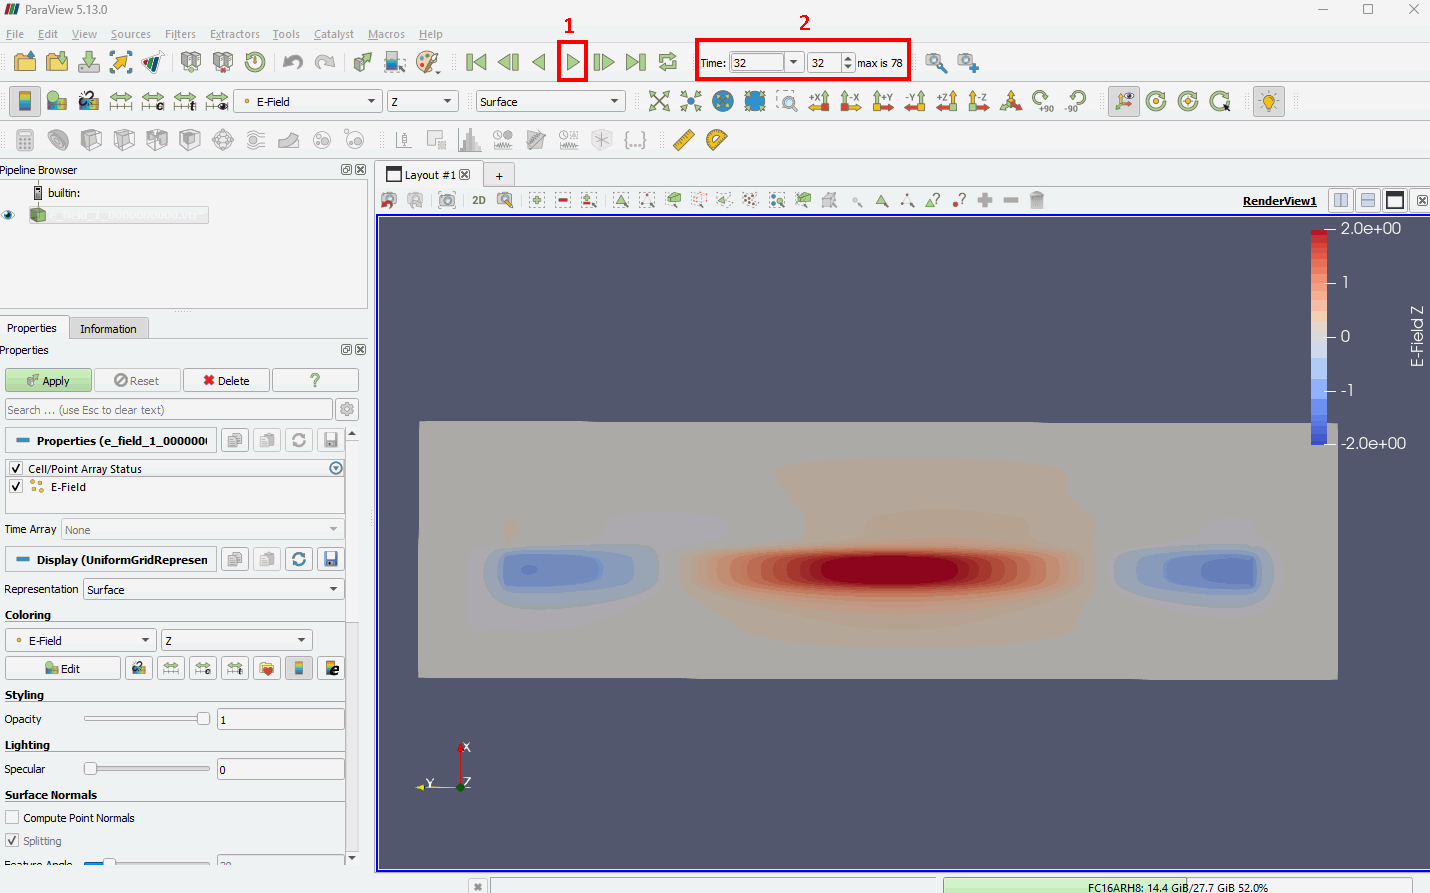 ParaView 5.13.0
File Edit View Sources Filters Extractors Tools Catalyst Macros Help
1
2
Time: 32 32 max is 78
E-Field Z Surface
+X -X +Y -Y +Z -Z +90 -90
Pipeline Browser
builtin:
Layout #1 +
2D
RenderView1
Properties Information
Properties
Apply Reset Delete ?
Search ... (use Esc to clear text)
Properties (e_field_1_000000
Cell/Point Array Status
E-Field
Time Array None
Display (UniformGridRepresen
Representation Surface
Coloring
E-Field Z
Edit
Styling
Opacity 1
Lighting
Specular 0
Surface Normals
Compute Point Normals
Splitting
2.0e+00
1
0
-1
-2.0e+00
E-Field Z
X
Y Z
FC16ARH8: 14.4 GiB/27.7 GiB 52.0%